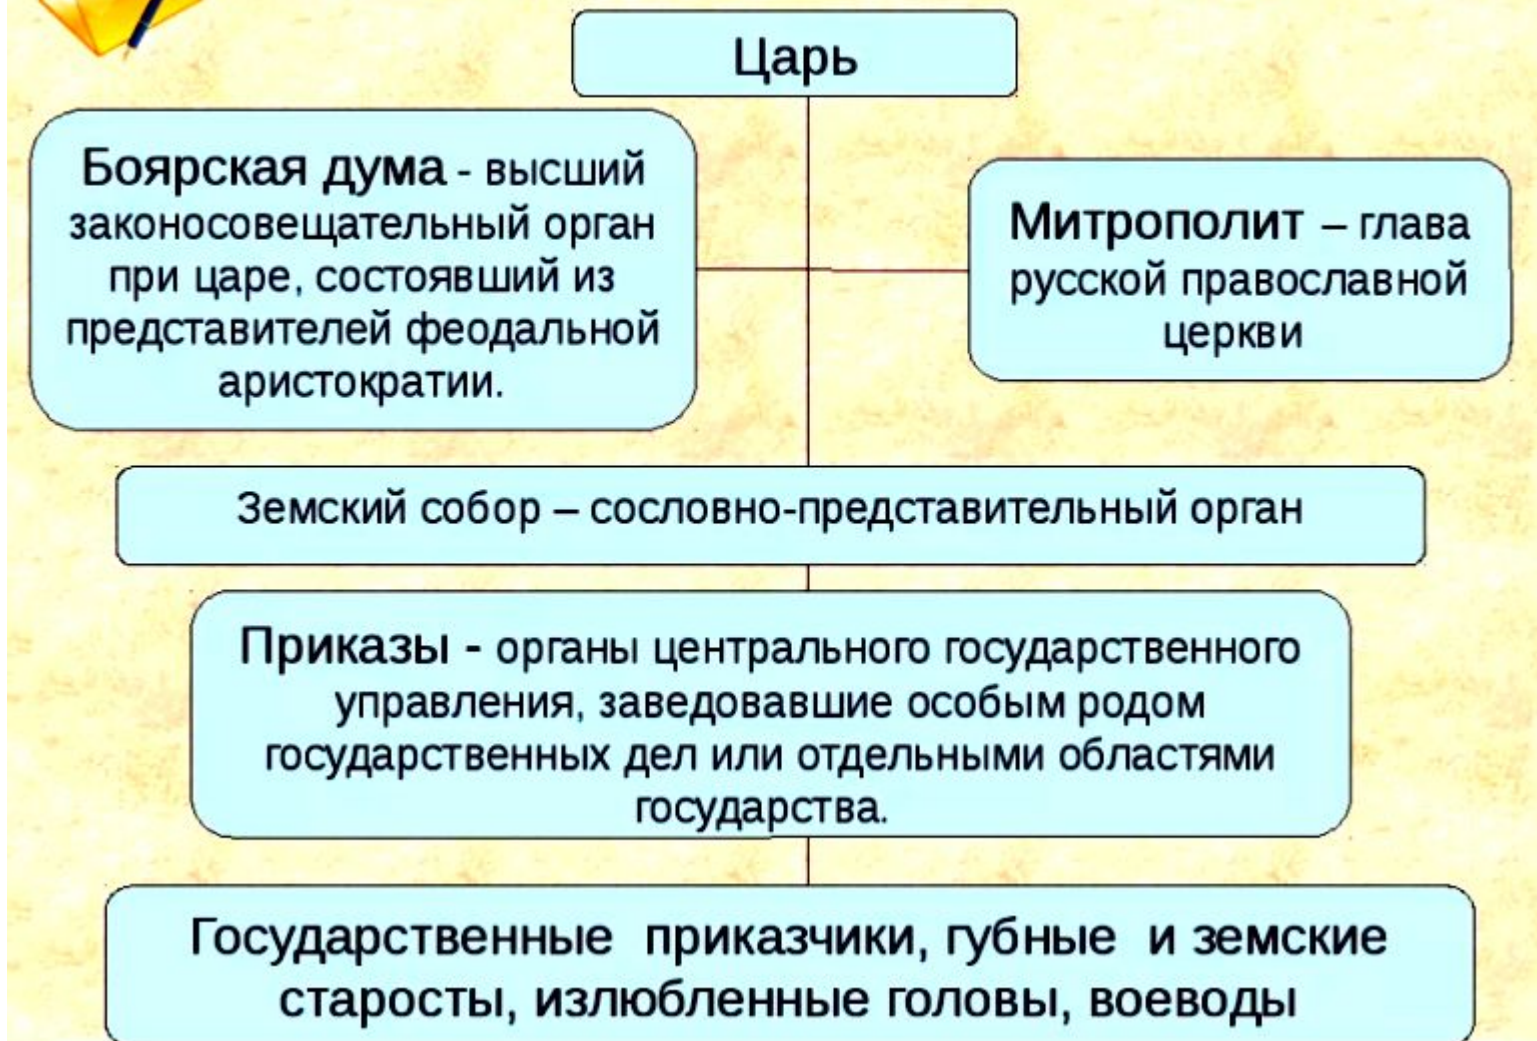 Царь
Боярская дума - высший
законосовещательный орган
при царе, состоявший из
представителей феодальной
аристократии.
Митрополит – глава
русской православной
церкви
Земский собор – сословно-представительный орган
Приказы - органы центрального государственного
управления, заведовавшие особым родом
государственных дел или отдельными областями
государства.
Государственные приказчики, губные и земские
старосты, излюбленные головы, воеводы